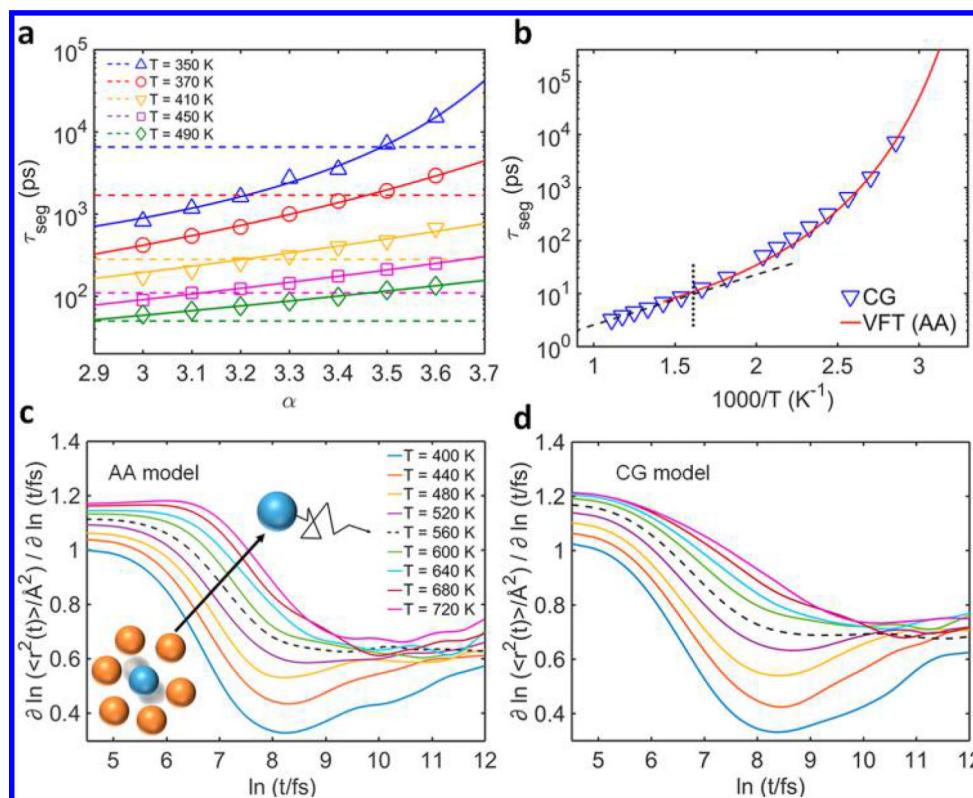 a
10^5
10^4
10^3
10^2
τ_seg (ps)
T = 350 K
T = 370 K
T = 410 K
T = 450 K
T = 490 K
2.9 3 3.1 3.2 3.3 3.4 3.5 3.6 3.7
α
b
10^5
10^4
10^3
10^2
10^1
10^0
τ_seg (ps)
CG
VFT (AA)
1 1.5 2 2.5 3
1000/T (K^-1)
c
1.4
1.2
1.0
0.8
0.6
0.4
∂ ln (<r^2(t)>/Å^2) / ∂ ln (t/fs)
AA model
T = 400 K
T = 440 K
T = 480 K
T = 520 K
T = 560 K
T = 600 K
T = 640 K
T = 680 K
T = 720 K
5 6 7 8 9 10 11 12
ln (t/fs)
d
1.4
1.2
1.0
0.8
0.6
0.4
∂ ln (<r^2(t)>/Å^2) / ∂ ln (t/fs)
CG model
5 6 7 8 9 10 11 12
ln (t/fs)